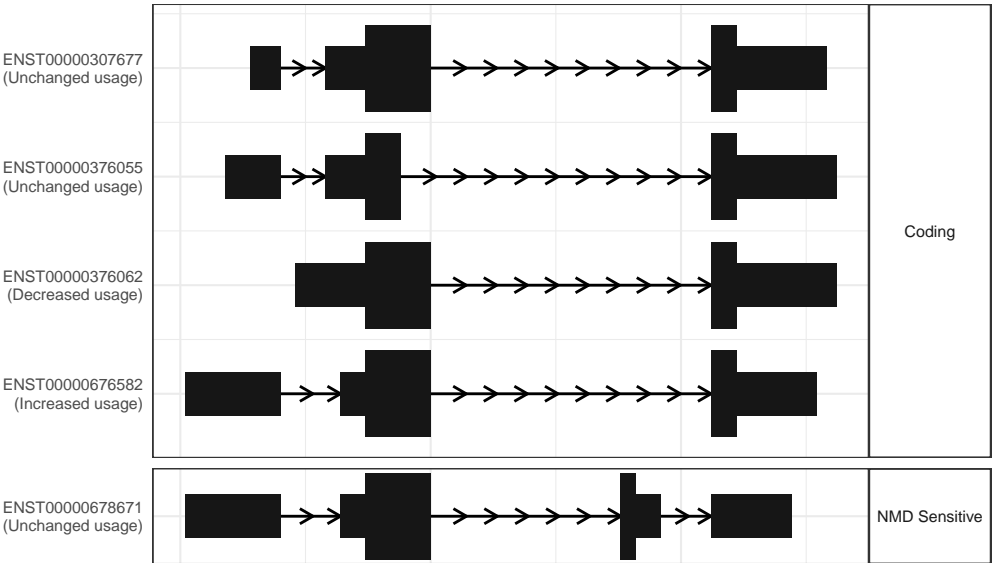 ENST00000307677
(Unchanged usage)
ENST00000376055
(Unchanged usage)
Coding
ENST00000376062
(Decreased usage)
ENST00000676582
(Increased usage)
ENST00000678671
(Unchanged usage)
NMD Sensitive